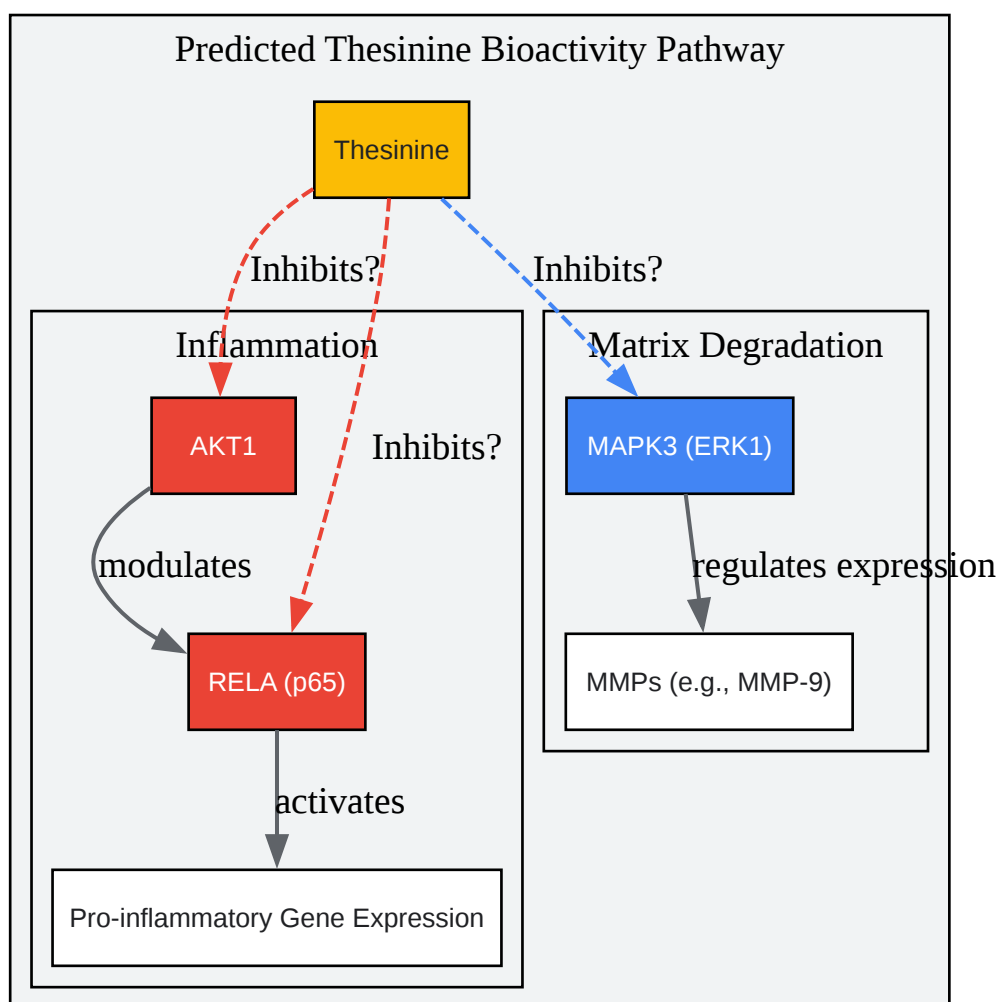 Predicted Thesinine Bioactivity Pathway
Thesinine
Inhibits?
Inhibits?
Inflammation
Matrix Degradation
AKT1
Inhibits?
MAPK3 (ERK1)
modulates
regulates expression
RELA (p65)
MMPs (e.g., MMP-9)
activates
Pro-inflammatory Gene Expression